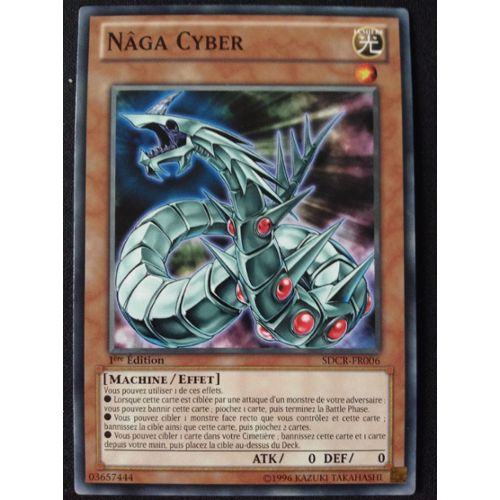 NÂGA CYBER
LUMIÈRE
光
1ère Édition
SDCR-FR006
[MACHINE/EFFET]
Vous pouvez utiliser 1 de ces effets.
● Lorsque cette carte est ciblée par une attaque d'un monstre de votre adversaire :
vous pouvez bannir cette carte ; piochez 1 carte, puis terminez la Battle Phase.
● Vous pouvez cibler 1 monstre face recto que vous contrôlez et cette carte ;
bannissez la cible ainsi que cette carte, puis piochez 2 cartes.
● Vous pouvez cibler 1 carte dans votre Cimetière ; bannissez cette carte et 1 carte
depuis votre main, puis placez la cible au-dessus du Deck.
ATK/ 0 DEF/ 0
03657444
©1996 KAZUKI TAKAHASHI